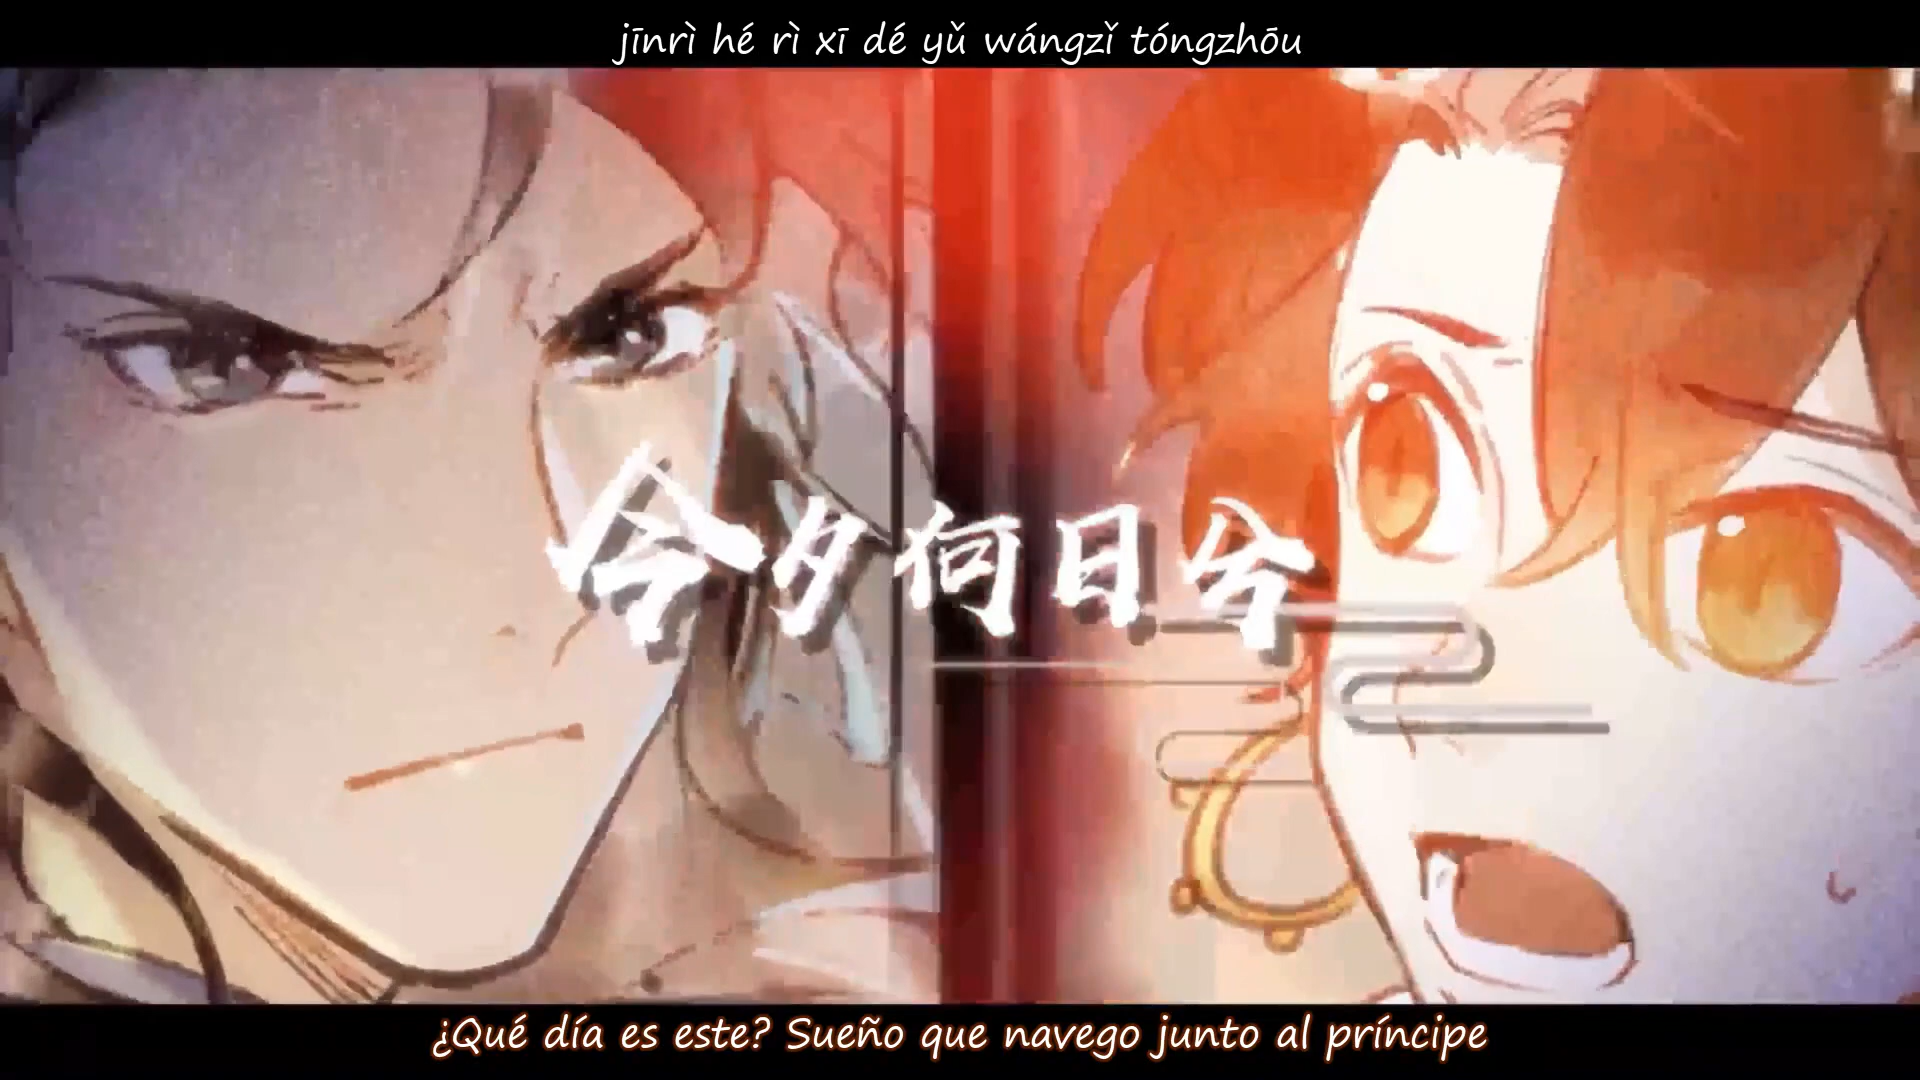 jīnrì hé rì xī dé yǔ wángzǐ tóngzhōu
今夕何日兮
¿Qué día es este? Sueño que navego junto al príncipe